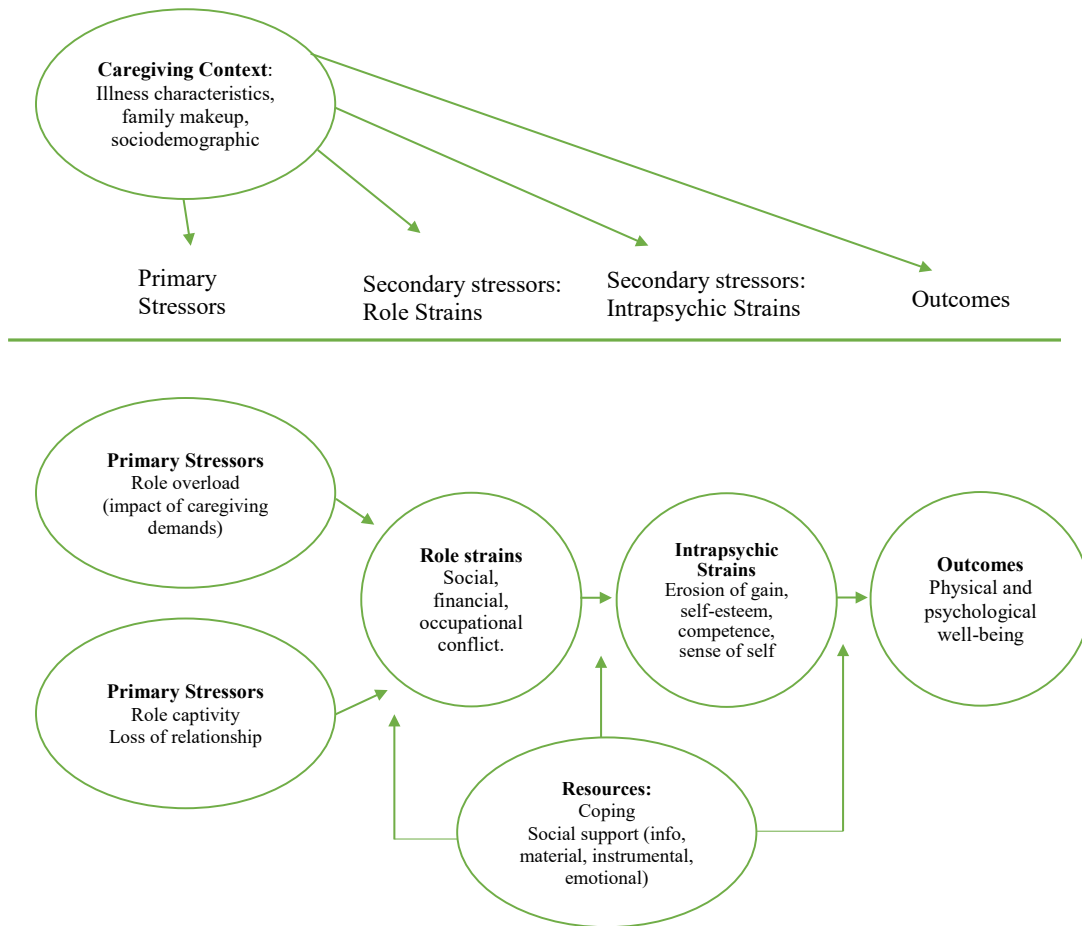 Caregiving Context:
Illness characteristics,
family makeup,
sociodemographic
Primary
Stressors
Secondary stressors:
Role Strains
Secondary stressors:
Intrapsychic Strains
Outcomes
Primary Stressors
Role overload
(impact of caregiving
demands)
Primary Stressors
Role captivity
Loss of relationship
Role strains
Social,
financial,
occupational
conflict.
Intrapsychic
Strains
Erosion of gain,
self-esteem,
competence,
sense of self
Outcomes
Physical and
psychological
well-being
Resources:
Coping
Social support (info,
material, instrumental,
emotional)